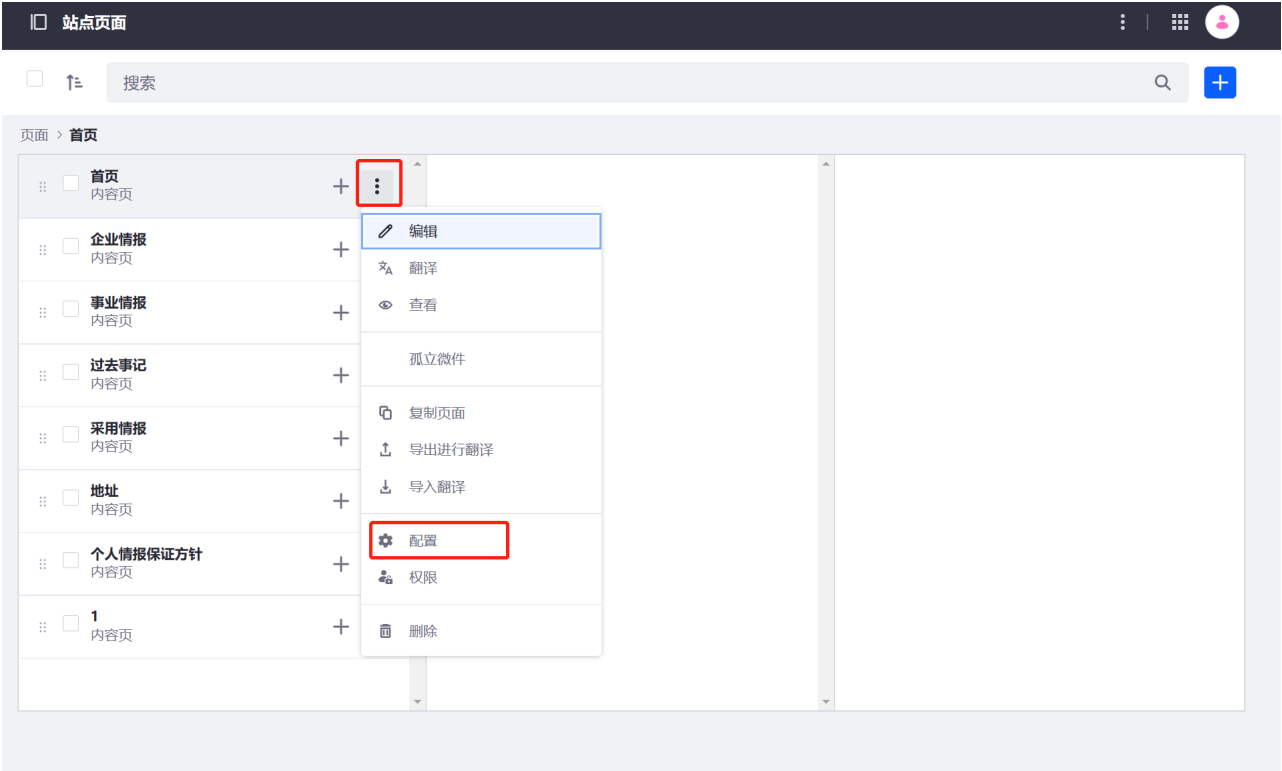 站点页面
搜索
页面 > 首页
首页
内容页
企业情报
内容页
事业情报
内容页
过去事记
内容页
采用情报
内容页
地址
内容页
个人情报保证方针
内容页
1
内容页
编辑
翻译
查看
孤立微件
复制页面
导出进行翻译
导入翻译
配置
权限
删除